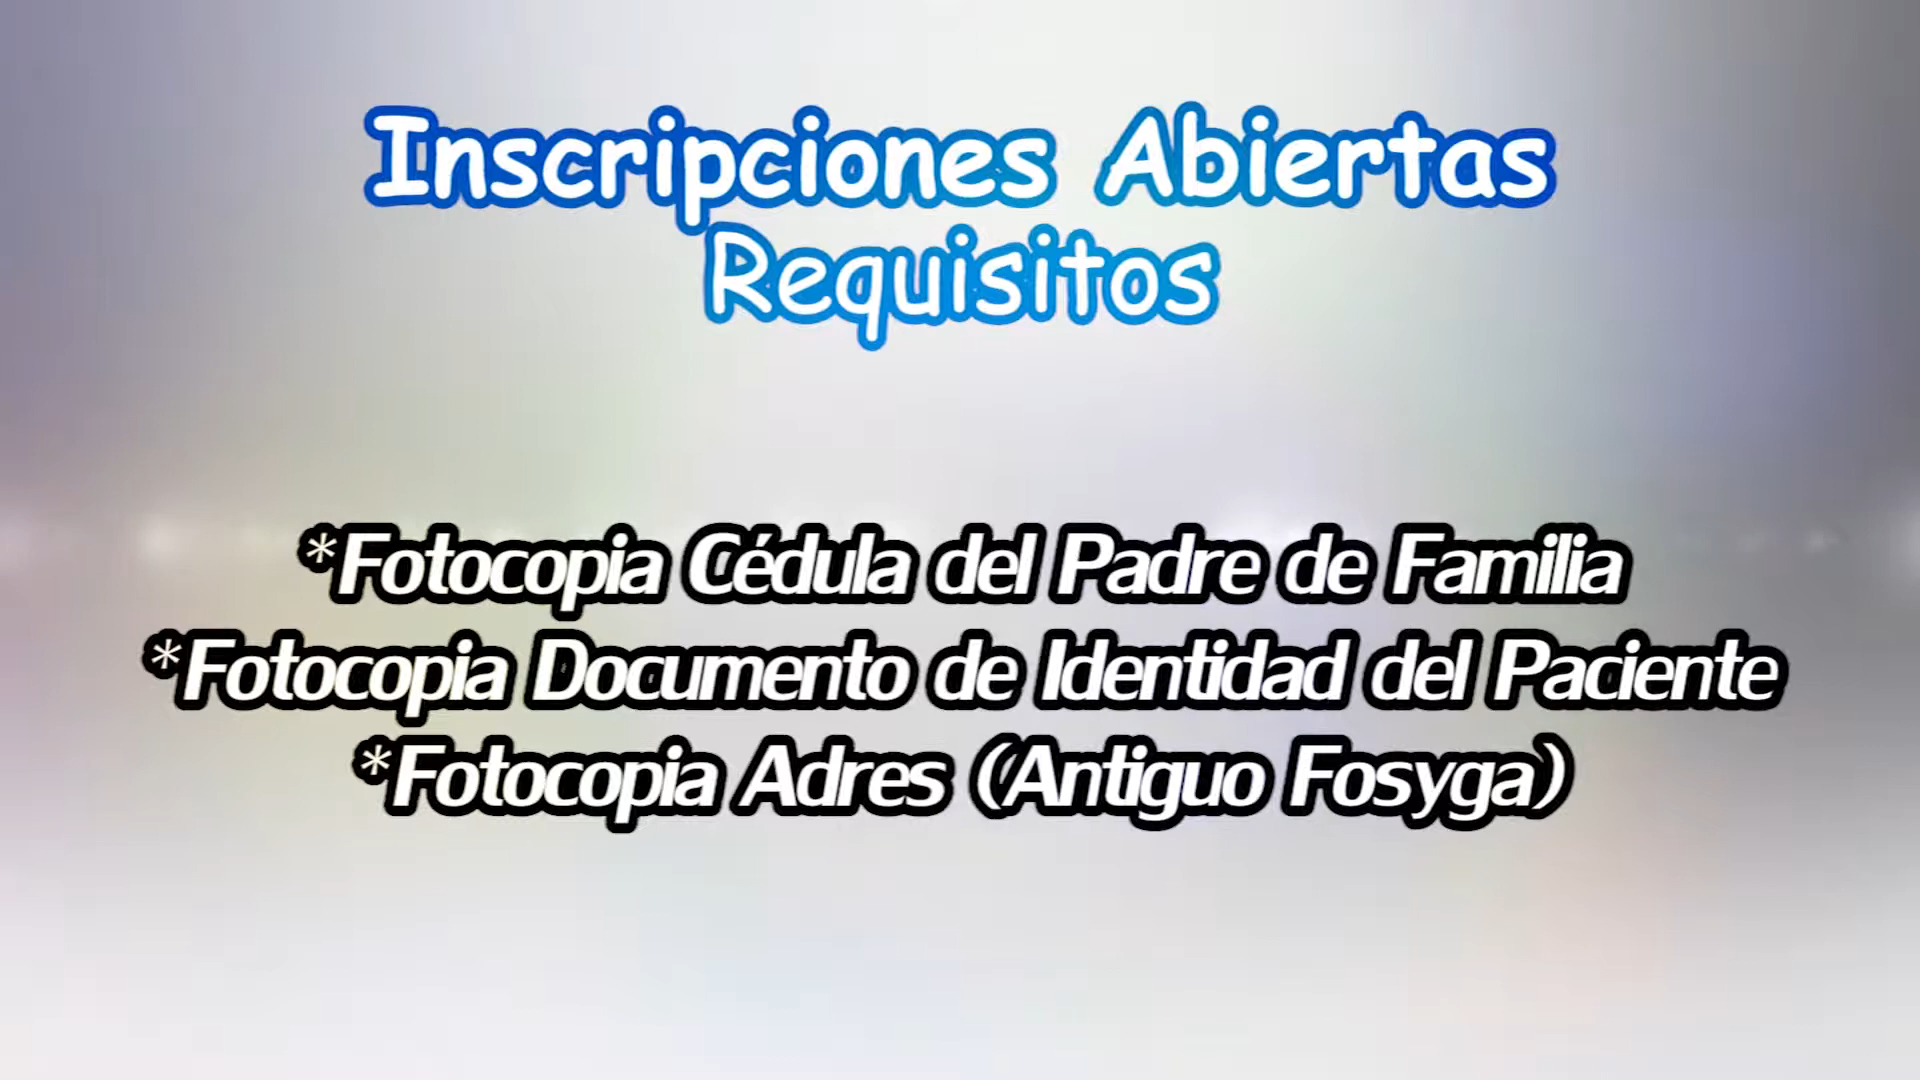 Inscripciones Abiertas
Requisitos
*Fotocopia Cédula del Padre de Familia
*Fotocopia Documento de Identidad del Paciente
*Fotocopia Adres (Antiguo Fosyga)